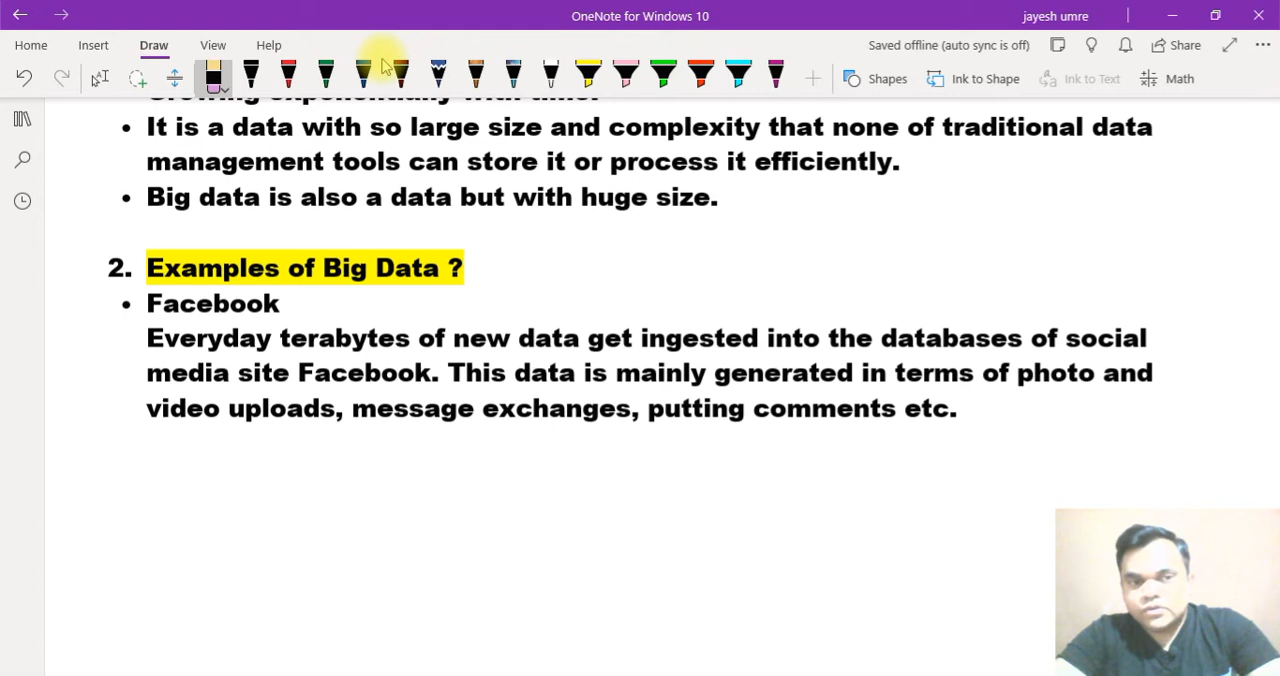 OneNote for Windows 10
jayesh umre
Home Insert Draw View Help
Saved offline (auto sync is off)
Share
Shapes
Ink to Shape
Ink to Text
Math
Growing exponentially with time.
• It is a data with so large size and complexity that none of traditional data
management tools can store it or process it efficiently.
• Big data is also a data but with huge size.
2. Examples of Big Data ?
• Facebook
Everyday terabytes of new data get ingested into the databases of social
media site Facebook. This data is mainly generated in terms of photo and
video uploads, message exchanges, putting comments etc.